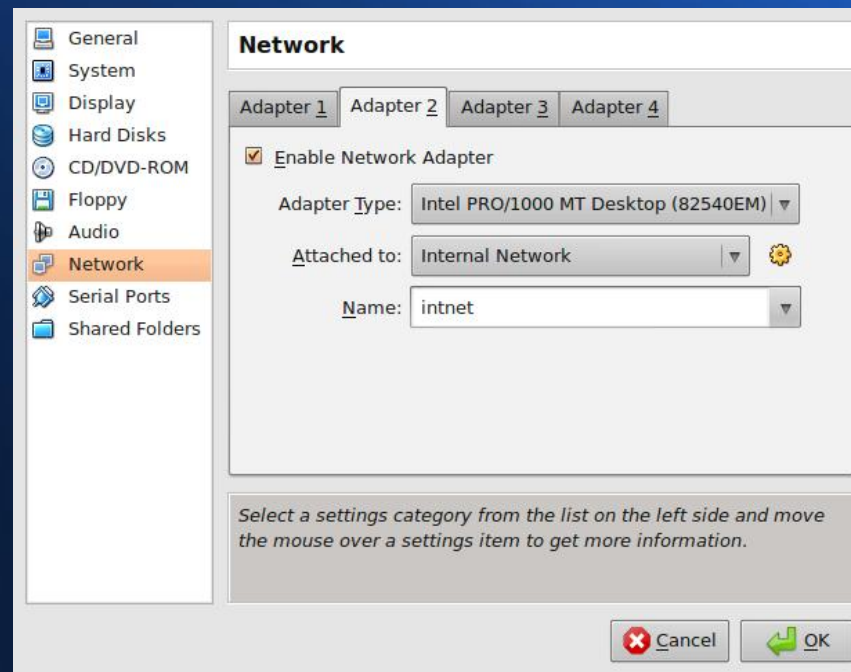 General
System
Display
Hard Disks
CD/DVD-ROM
Floppy
Audio
Network
Serial Ports
Shared Folders
Network
Adapter 1 Adapter 2 Adapter 3 Adapter 4
Enable Network Adapter
Adapter Type: Intel PRO/1000 MT Desktop (82540EM)
Attached to: Internal Network
Name: intnet
Select a settings category from the list on the left side and move
the mouse over a settings item to get more information.
Cancel OK